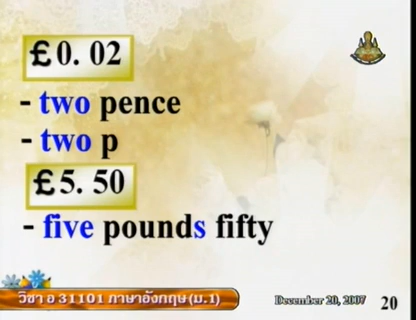 £0. 02
- two pence
- two p
£5. 50
- five pounds fifty
วิชา อ 31101 ภาษาอังกฤษ (ม.1)
December 20, 2007
20